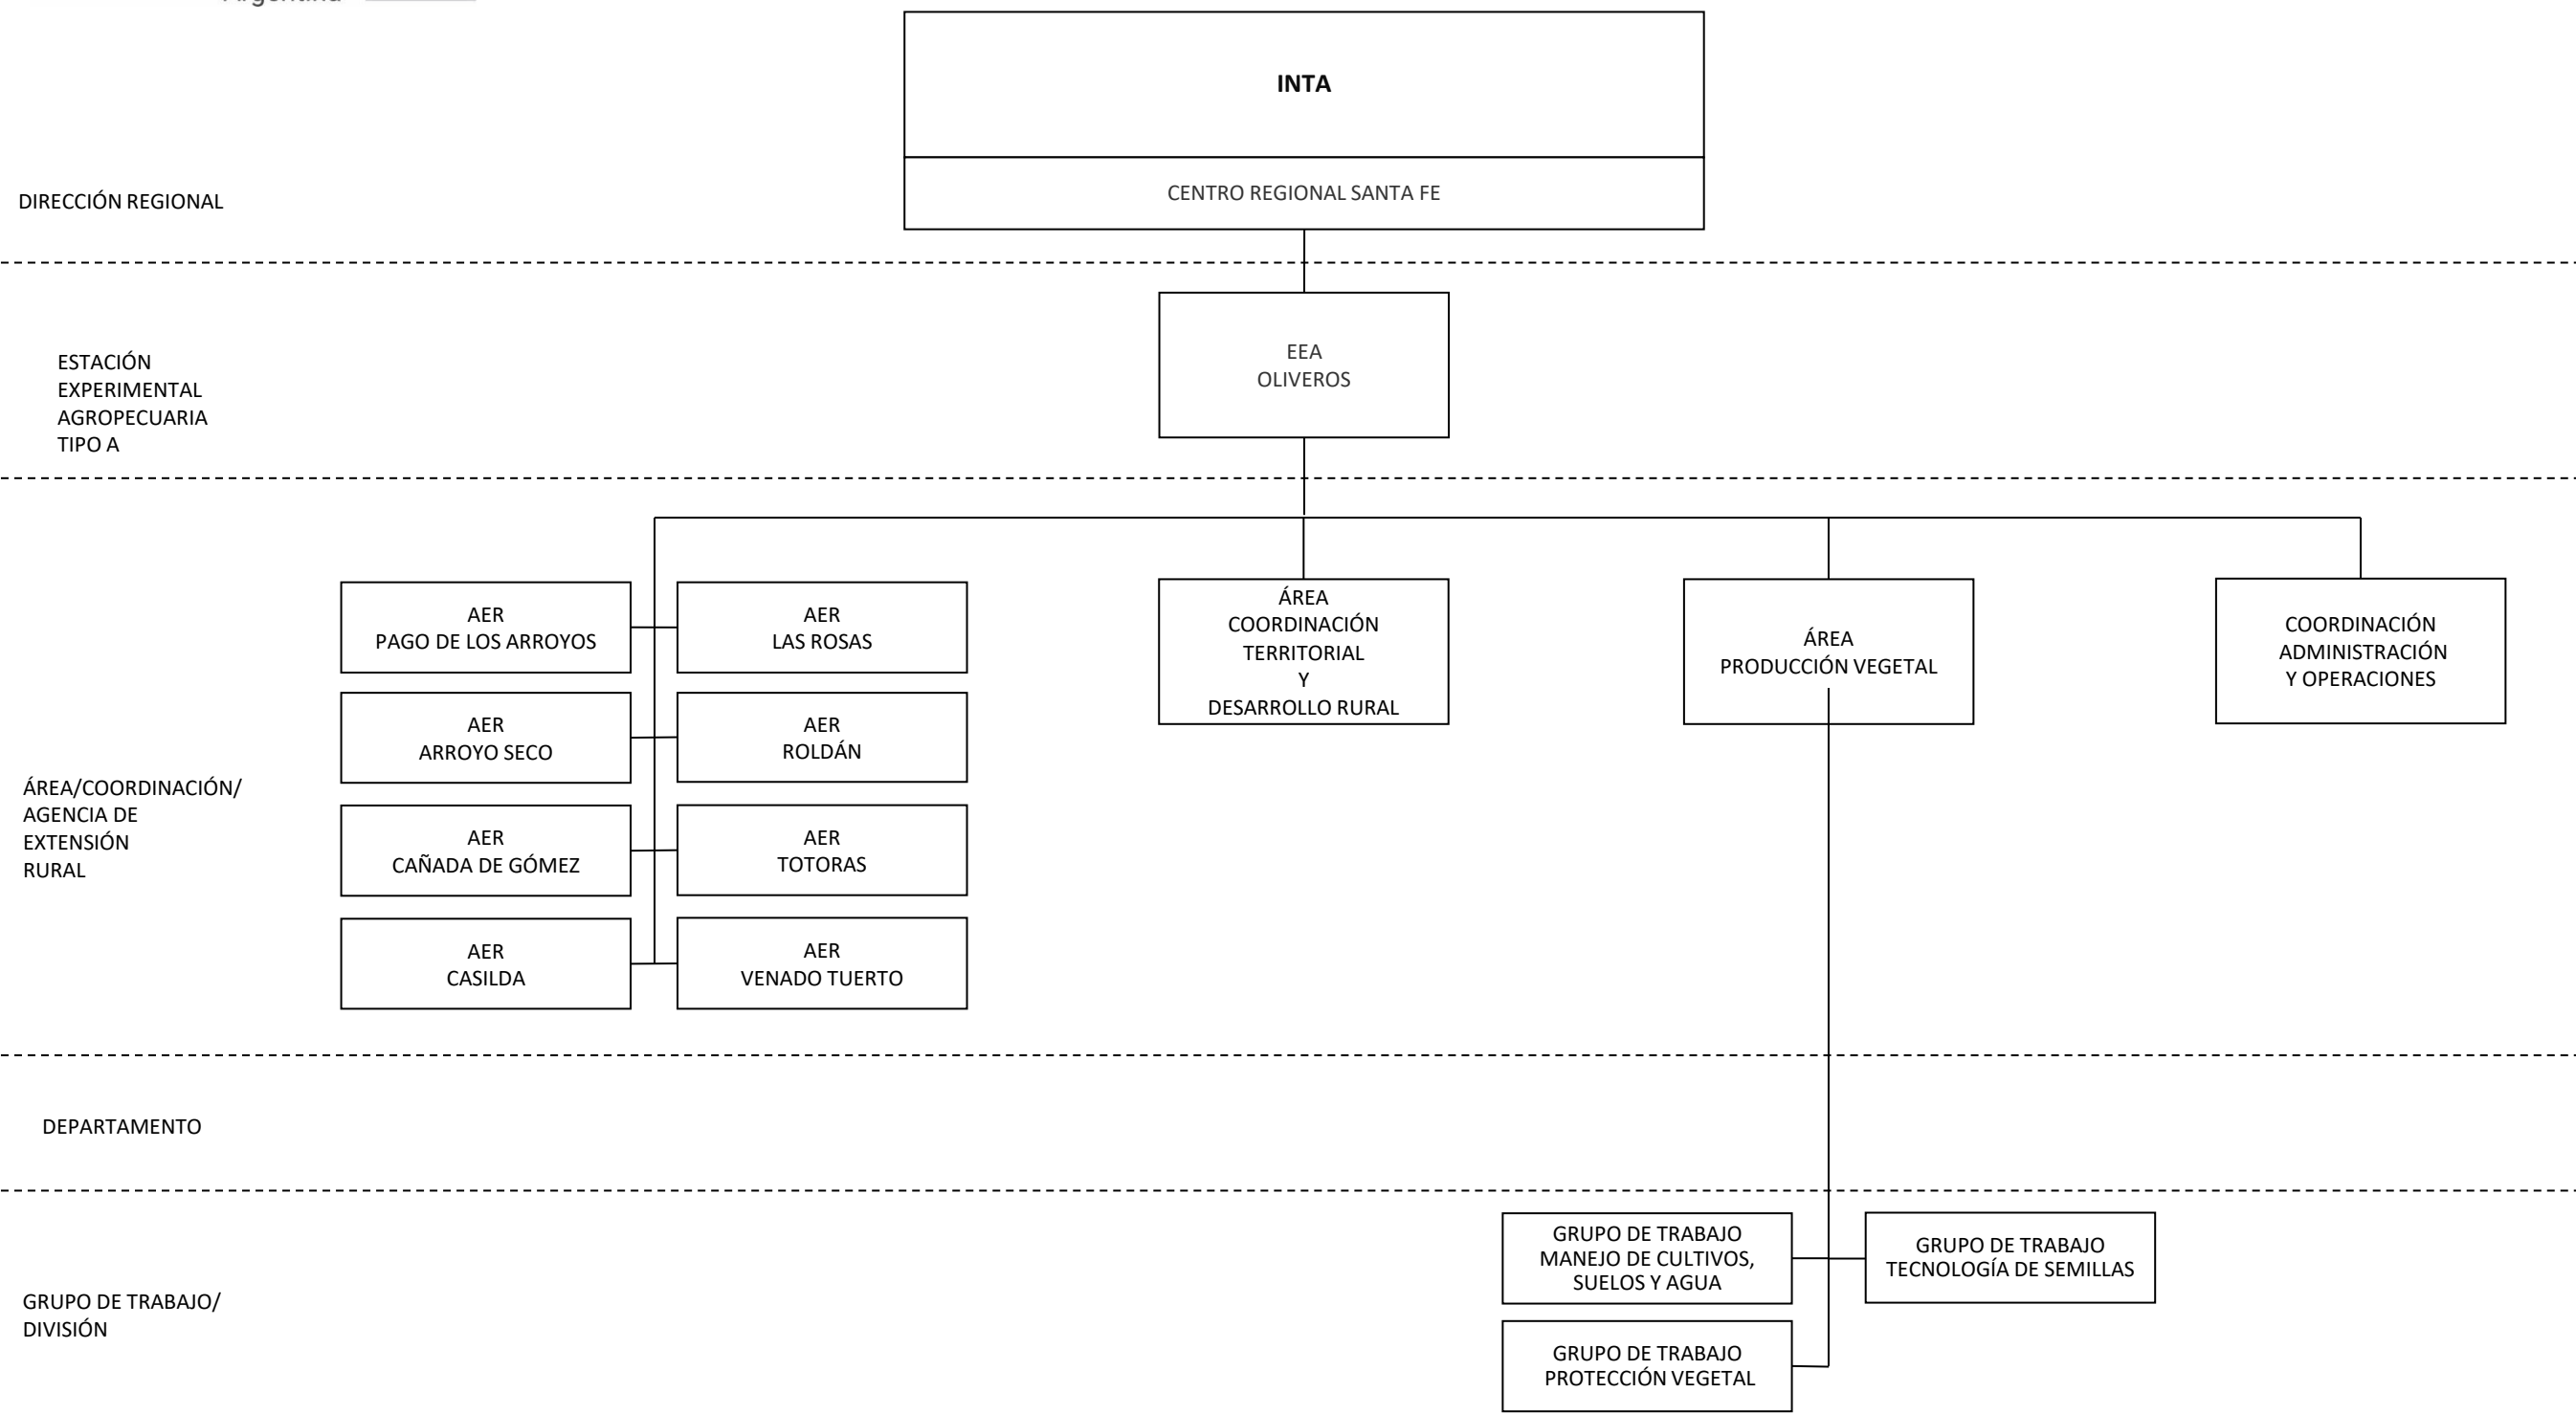 INTA
DIRECCIÓN REGIONAL
CENTRO REGIONAL SANTA FE
ESTACIÓN
EXPERIMENTAL
AGROPECUARIA
TIPO A
EEA
OLIVEROS
ÁREA/COORDINACIÓN/
AGENCIA DE
EXTENSIÓN
RURAL
AER
PAGO DE LOS ARROYOS
AER
LAS ROSAS
AER
ARROYO SECO
AER
ROLDÁN
AER
CAÑADA DE GÓMEZ
AER
TOTORAS
AER
CASILDA
AER
VENADO TUERTO
ÁREA
COORDINACIÓN
TERRITORIAL
Y
DESARROLLO RURAL
ÁREA
PRODUCCIÓN VEGETAL
COORDINACIÓN
ADMINISTRACIÓN
Y OPERACIONES
DEPARTAMENTO
GRUPO DE TRABAJO/
DIVISIÓN
GRUPO DE TRABAJO
MANEJO DE CULTIVOS,
SUELOS Y AGUA
GRUPO DE TRABAJO
TECNOLOGÍA DE SEMILLAS
GRUPO DE TRABAJO
PROTECCIÓN VEGETAL